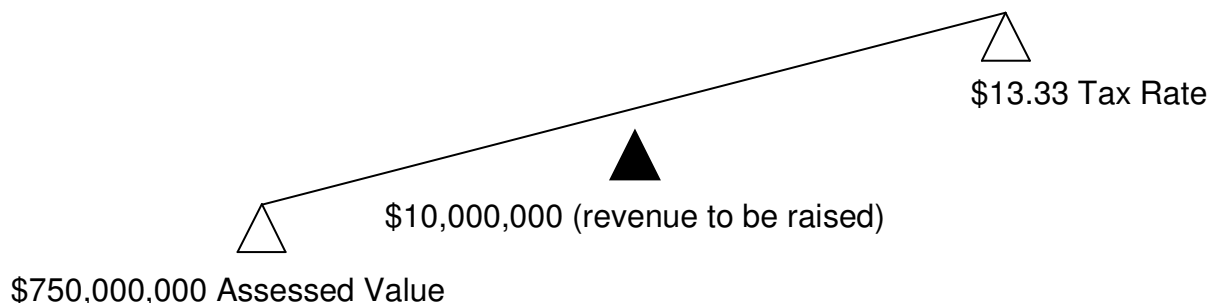 $13.33 Tax Rate
$10,000,000 (revenue to be raised)
$750,000,000 Assessed Value